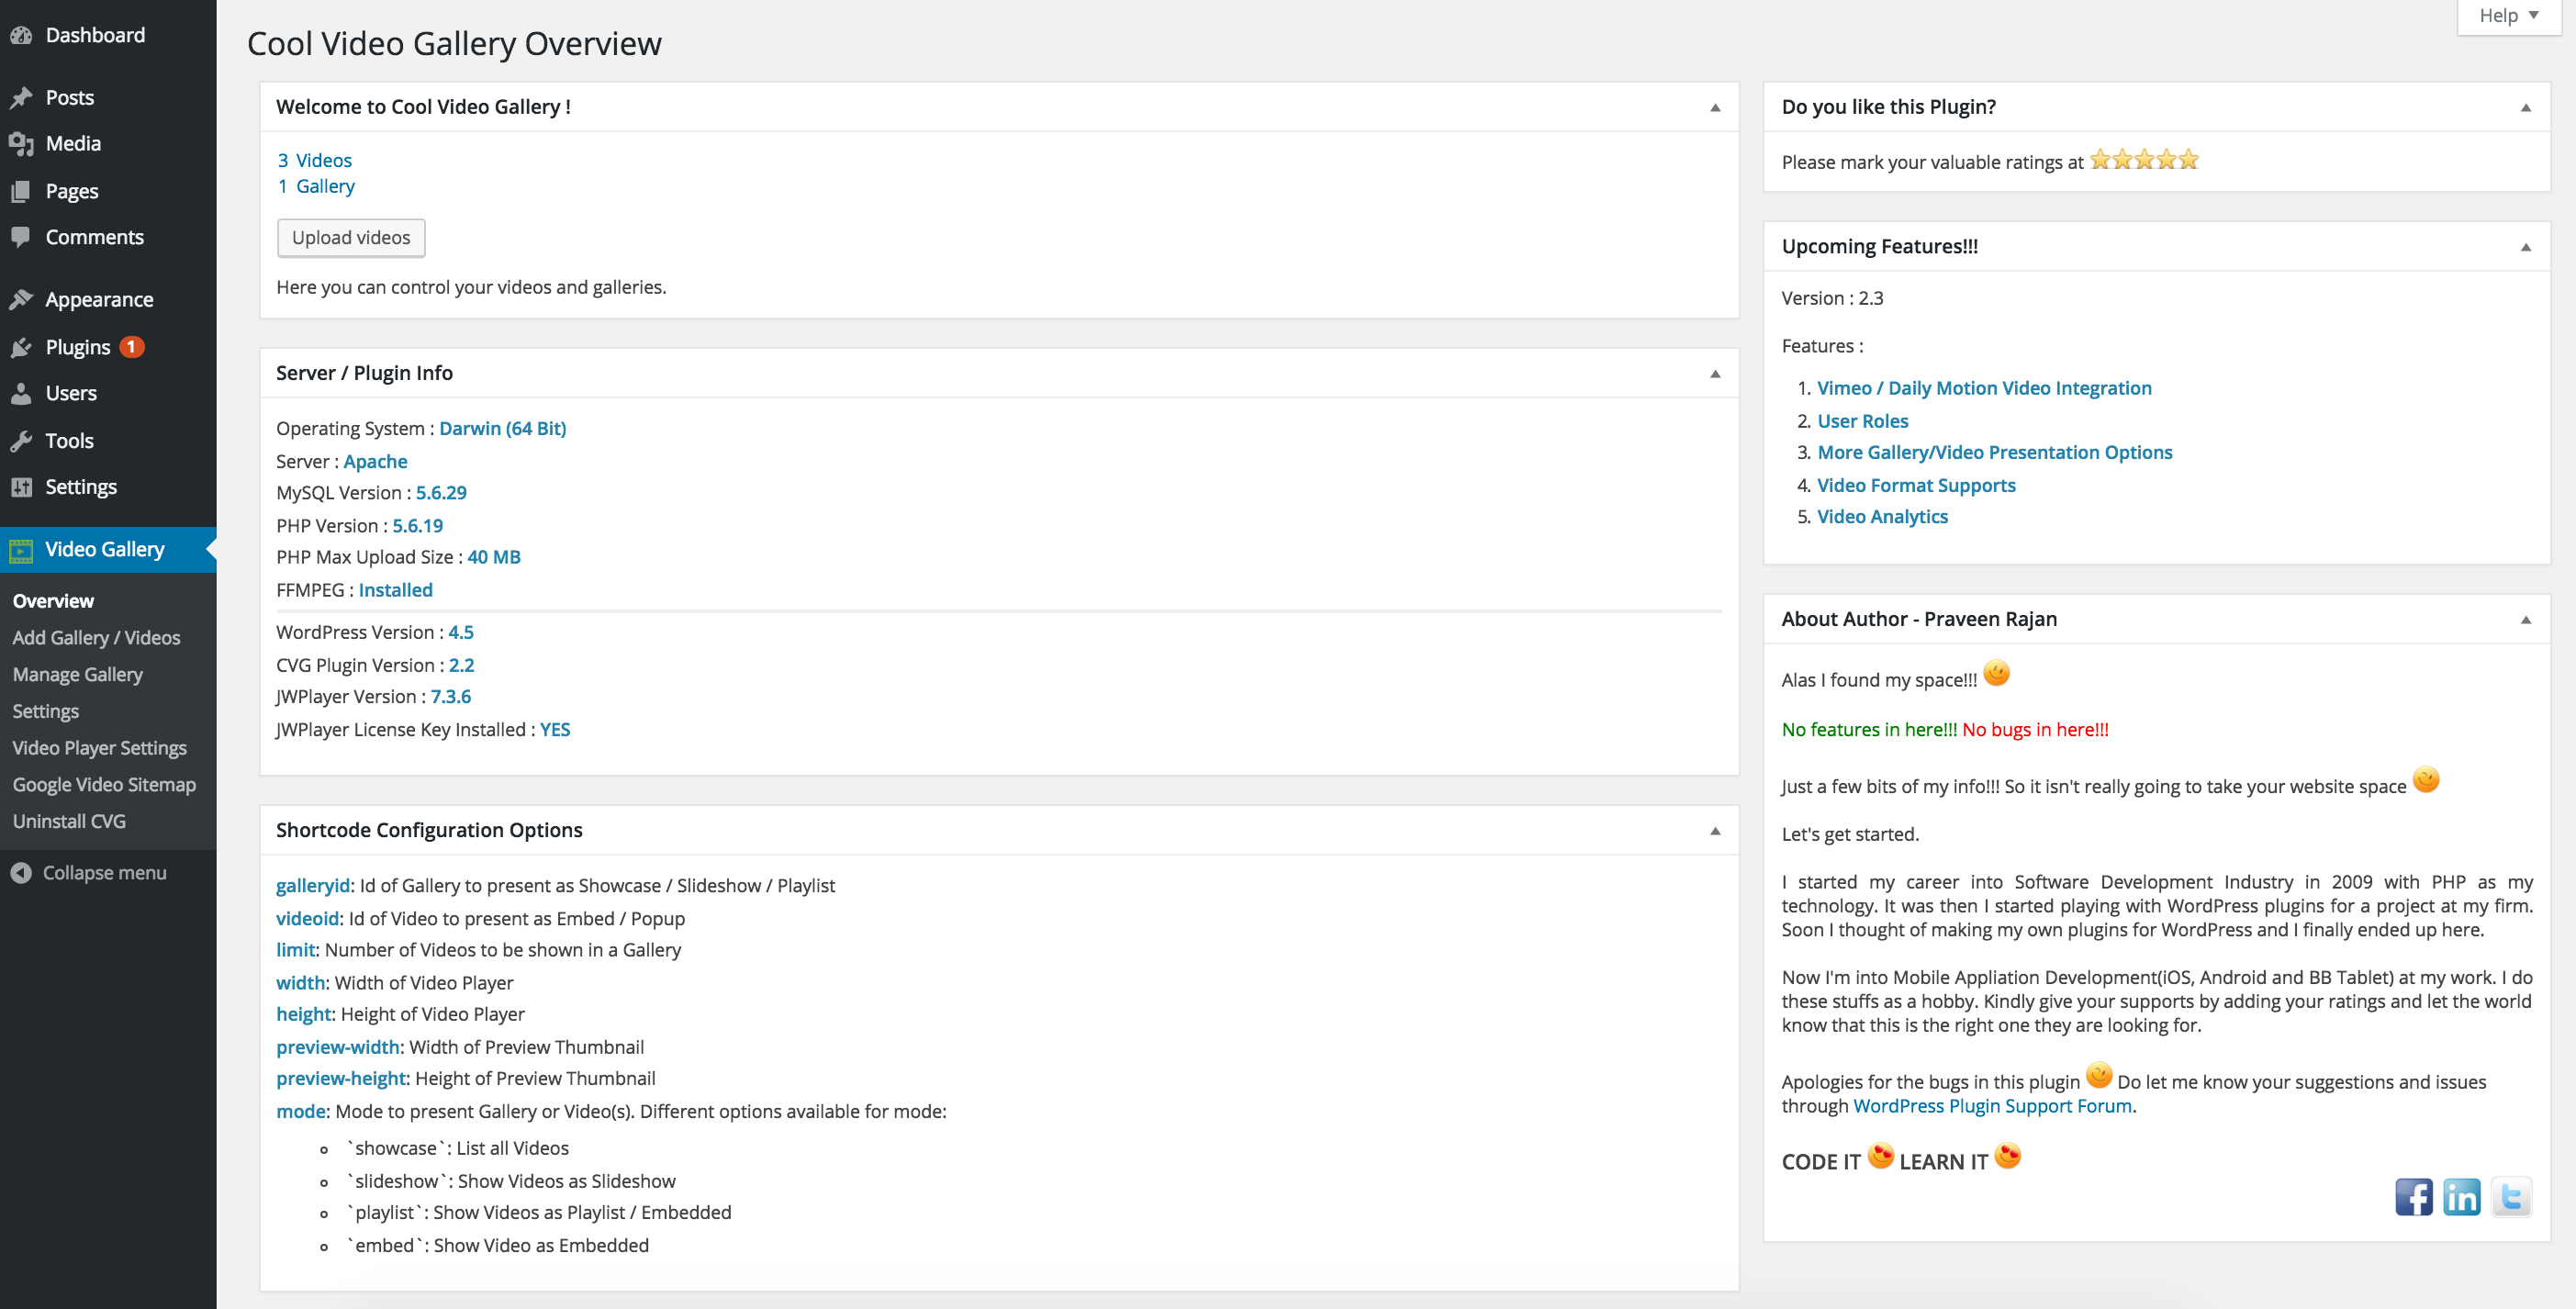 Dashboard
Posts
Media
Pages
Comments
Appearance
Plugins 1
Users
Tools
Settings
Video Gallery
Overview
Add Gallery / Videos
Manage Gallery
Settings
Video Player Settings
Google Video Sitemap
Uninstall CVG
Collapse menu
Help
Cool Video Gallery Overview
Welcome to Cool Video Gallery !
3 Videos
1 Gallery
Upload videos
Here you can control your videos and galleries.
Server / Plugin Info
Operating System : Darwin (64 Bit)
Server : Apache
MySQL Version : 5.6.29
PHP Version : 5.6.19
PHP Max Upload Size : 40 MB
FFMPEG : Installed
WordPress Version : 4.5
CVG Plugin Version : 2.2
JWPlayer Version : 7.3.6
JWPlayer License Key Installed : YES
Shortcode Configuration Options
galleryid: Id of Gallery to present as Showcase / Slideshow / Playlist
videoid: Id of Video to present as Embed / Popup
limit: Number of Videos to be shown in a Gallery
width: Width of Video Player
height: Height of Video Player
preview-width: Width of Preview Thumbnail
preview-height: Height of Preview Thumbnail
mode: Mode to present Gallery or Video(s). Different options available for mode:
`showcase`: List all Videos
`slideshow`: Show Videos as Slideshow
`playlist`: Show Videos as Playlist / Embedded
`embed`: Show Video as Embedded
Do you like this Plugin?
Please mark your valuable ratings at
Upcoming Features!!!
Version : 2.3
Features :
1. Vimeo / Daily Motion Video Integration
2. User Roles
3. More Gallery/Video Presentation Options
4. Video Format Supports
5. Video Analytics
About Author - Praveen Rajan
Alas I found my space!!!
No features in here!!! No bugs in here!!!
Just a few bits of my info!!! So it isn't really going to take your website space
Let's get started.
I started my career into Software Development Industry in 2009 with PHP as my
technology. It was then I started playing with WordPress plugins for a project at my firm.
Soon I thought of making my own plugins for WordPress and I finally ended up here.
Now I'm into Mobile Appliation Development(iOS, Android and BB Tablet) at my work. I do
these stuffs as a hobby. Kindly give your supports by adding your ratings and let the world
know that this is the right one they are looking for.
Apologies for the bugs in this plugin Do let me know your suggestions and issues
through WordPress Plugin Support Forum.
CODE IT LEARN IT
f in t